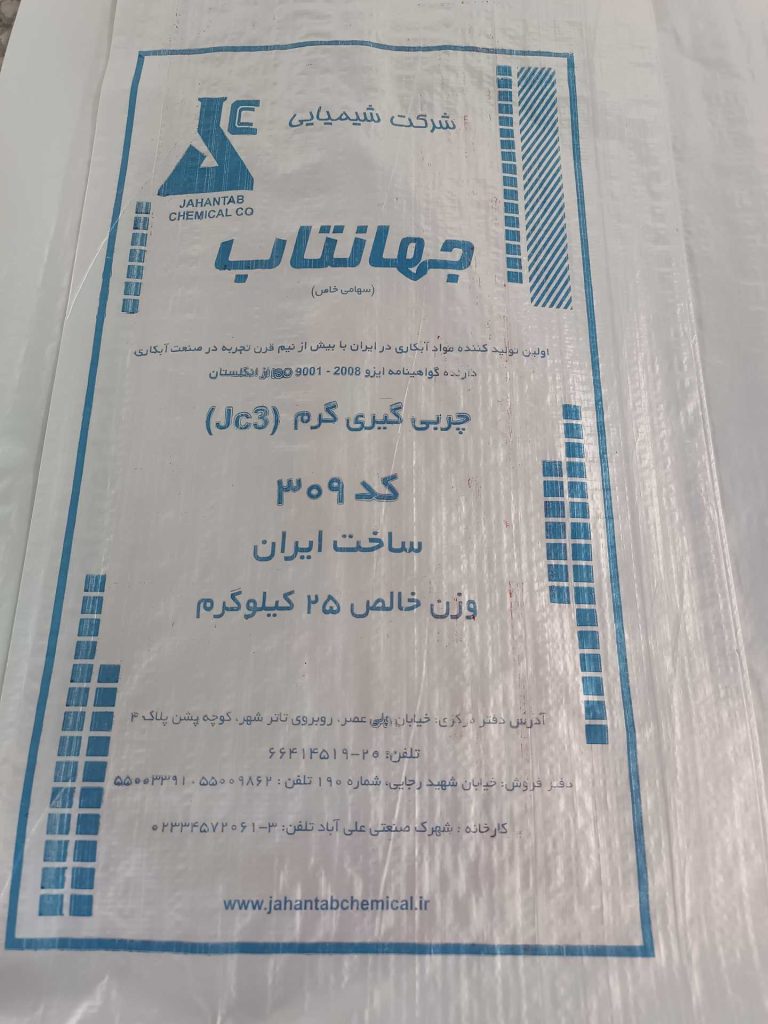 JC
شرکت شیمیایی
JAHANTAB
CHEMICAL CO
جهانتاب
(سهامی خاص)
اولین تولید کننده مواد آبکاری در ایران با بیش از نیم قرن تجربه در صنعت آبکاری
دارنده گواهینامه ایزو 2008 - 9001 ISO از انگلستان
چربی گیری گرم (Jc3)
کد ۳۰۹
ساخت ایران
وزن خالص ۲۵ کیلوگرم
آدرس دفتر مرکزی: خیابان ولی عصر، روبروی تاتر شهر، کوچه پشن پلاک ۴
تلفن: ۲۰-۶۶۴۱۴۵۱۹
دفتر فروش: خیابان شهید رجایی، شماره ۱۹۰ تلفن : ۵۵۰۰۹۸۶۲ ، ۵۵۰۰۳۳۹۱
کارخانه : شهرک صنعتی علی آباد تلفن: ۳-۰۲۳۳۴۵۷۲۰۶۱
www.jahantabchemical.ir